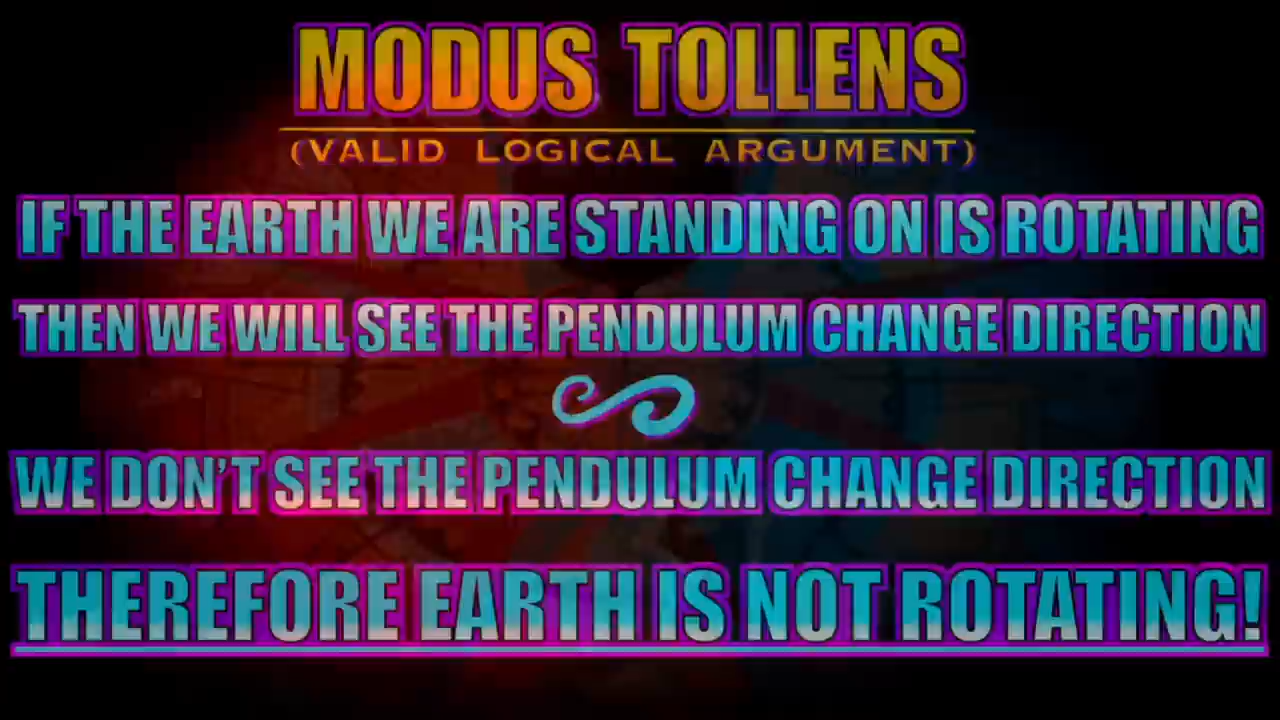 MODUS TOLLENS
(VALID LOGICAL ARGUMENT)
IF THE EARTH WE ARE STANDING ON IS ROTATING
THEN WE WILL SEE THE PENDULUM CHANGE DIRECTION
WE DON'T SEE THE PENDULUM CHANGE DIRECTION
THEREFORE EARTH IS NOT ROTATING!